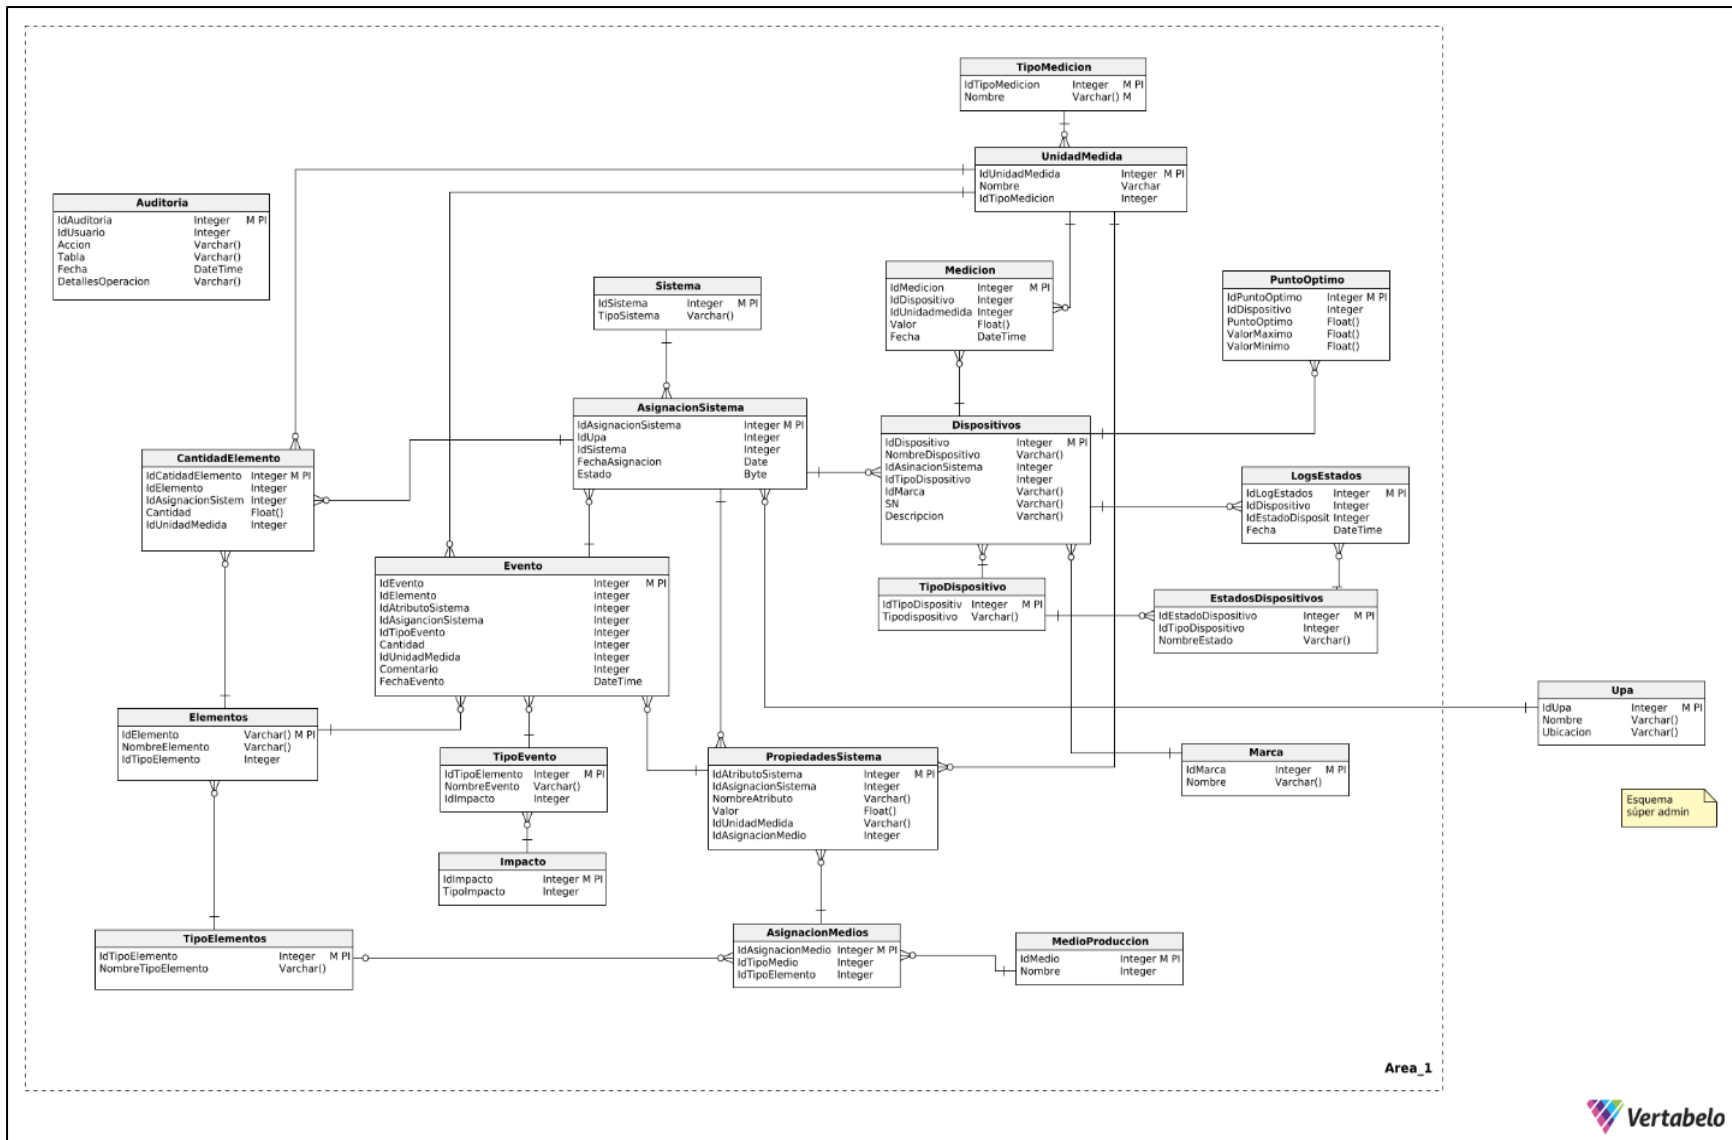 TipoMedicion
IdTipoMedicion Integer M PI
Nombre Varchar() M
UnidadMedida
IdUnidadMedida Integer M PI
Nombre Varchar
IdTipoMedicion Integer
Auditoria
IdAuditoria Integer M PI
IdUsuario Integer
Accion Varchar()
Tabla Varchar()
Fecha DateTime
DetallesOperacion Varchar()
Sistema
IdSistema Integer M PI
TipoSistema Varchar()
Medicion
IdMedicion Integer M PI
IdDispositivo Integer
IdUnidadmedida Integer
Valor Float()
Fecha DateTime
PuntoOptimo
IdPuntoOptimo Integer M PI
IdDispositivo Integer
PuntoOptimo Float()
ValorMaximo Float()
ValorMinimo Float()
AsignacionSistema
IdAsignacionSistema Integer M PI
IdUpa Integer
IdSistema Integer
FechaAsignacion Date
Estado Byte
Dispositivos
IdDispositivo Integer M PI
NombreDispositivo Varchar()
IdAsinacionSistema Integer
IdTipoDispositivo Integer
IdMarca Varchar()
SN Varchar()
Descripcion Varchar()
CantidadElemento
IdCatidadElemento Integer M PI
IdElemento Integer
IdAsignacionSistem Integer
Cantidad Float()
IdUnidadMedida Integer
LogsEstados
IdLogEstados Integer M PI
IdDispositivo Integer
IdEstadoDisposit Integer
Fecha DateTime
Evento
IdEvento Integer M PI
IdElemento Integer
IdAtributoSistema Integer
IdAsigancionSistema Integer
IdTipoEvento Integer
Cantidad Integer
IdUnidadMedida Integer
Comentario Integer
FechaEvento DateTime
TipoDispositivo
IdTipoDispositiv Integer M PI
Tipodispositivo Varchar()
EstadosDispositivos
IdEstadoDispositivo Integer M PI
IdTipoDispositivo Integer
NombreEstado Varchar()
Upa
IdUpa Integer M PI
Nombre Varchar()
Ubicacion Varchar()
Elementos
IdElemento Varchar() M PI
NombreElemento Varchar()
IdTipoElemento Integer
TipoEvento
IdTipoElemento Integer M PI
NombreEvento Varchar()
IdImpacto Integer
PropiedadesSistema
IdAtributoSistema Integer M PI
IdAsignacionSistema Integer
NombreAtributo Varchar()
Valor Float()
IdUnidadMedida Varchar()
IdAsignacionMedio Integer
Marca
IdMarca Integer M PI
Nombre Varchar()
Esquema
súper admin
Impacto
IdImpacto Integer M PI
TipoImpacto Integer
TipoElementos
IdTipoElemento Integer M PI
NombreTipoElemento Varchar()
AsignacionMedios
IdAsignacionMedio Integer M PI
IdTipoMedio Integer
IdTipoElemento Integer
MedioProduccion
IdMedio Integer M PI
Nombre Integer
Area_1
Vertabelo